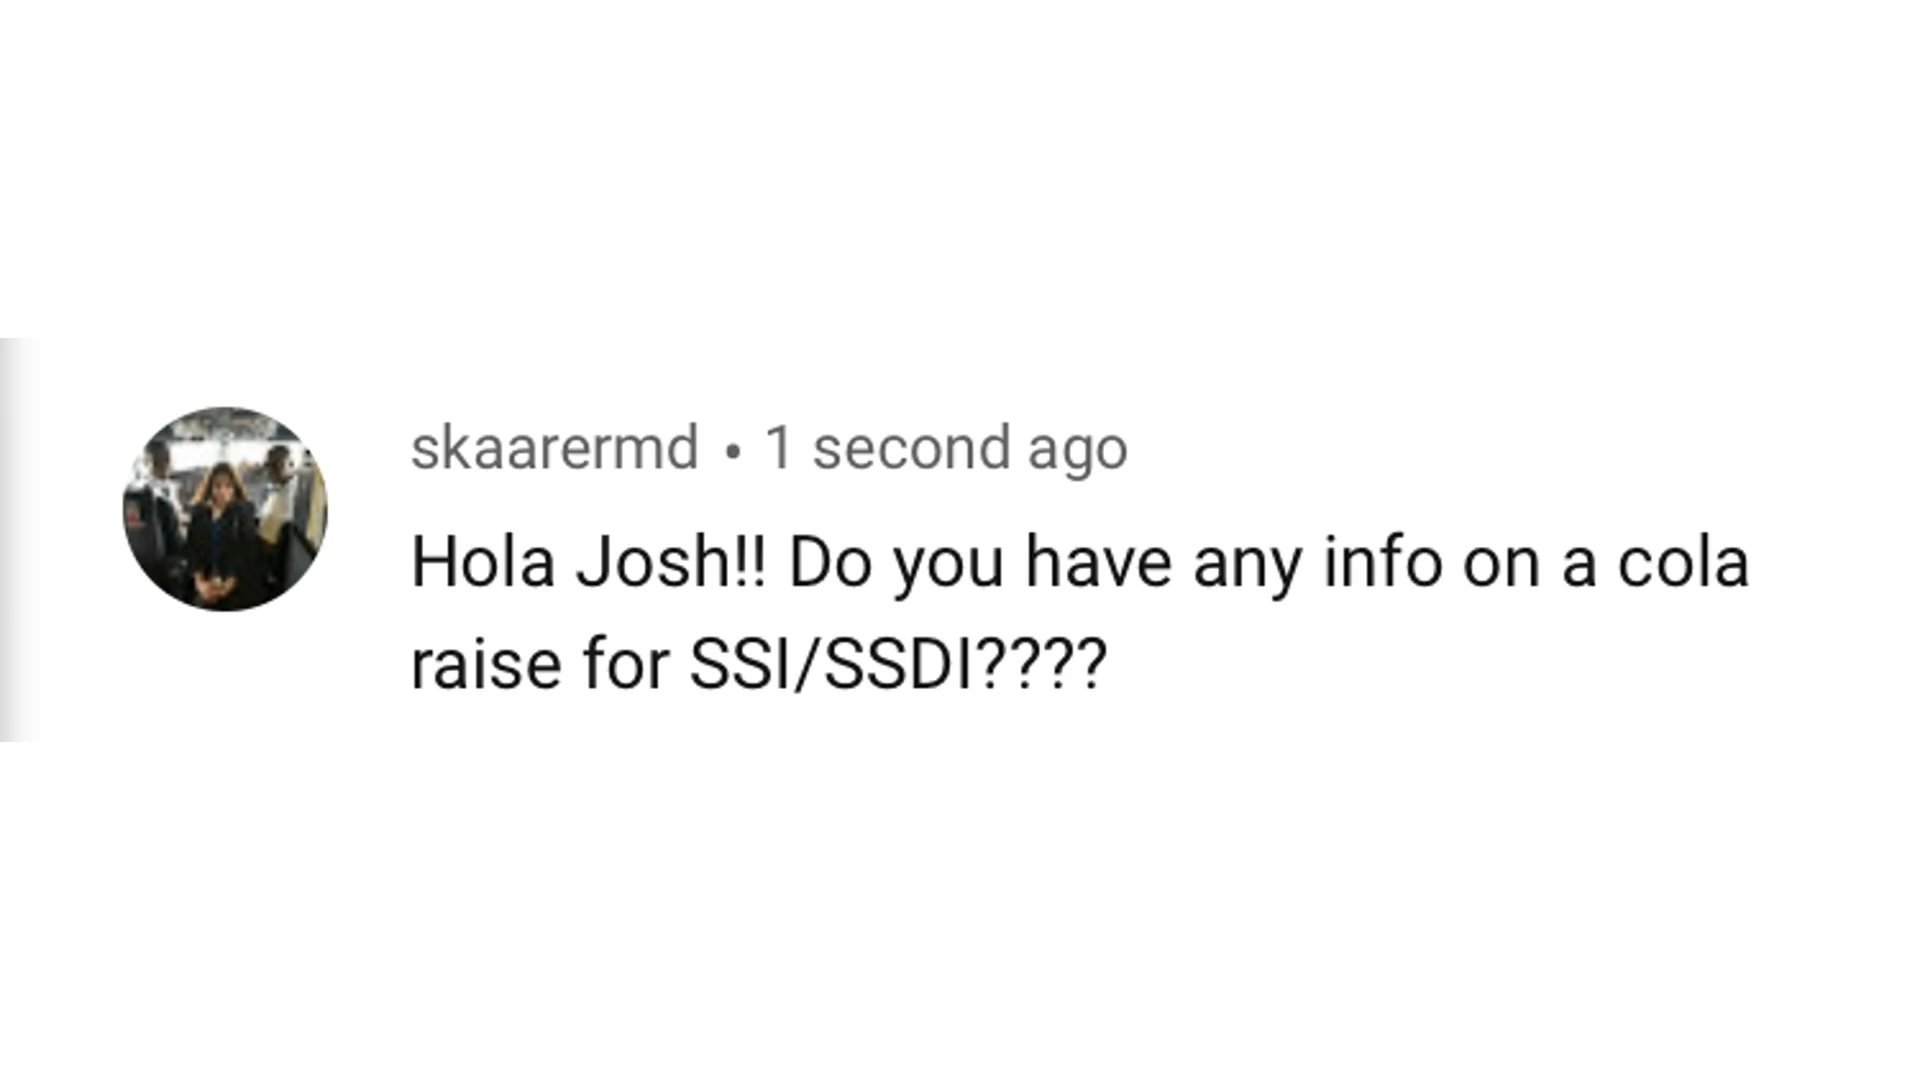 skaarermd • 1 second ago
Hola Josh!! Do you have any info on a cola
raise for SSI/SSDI????